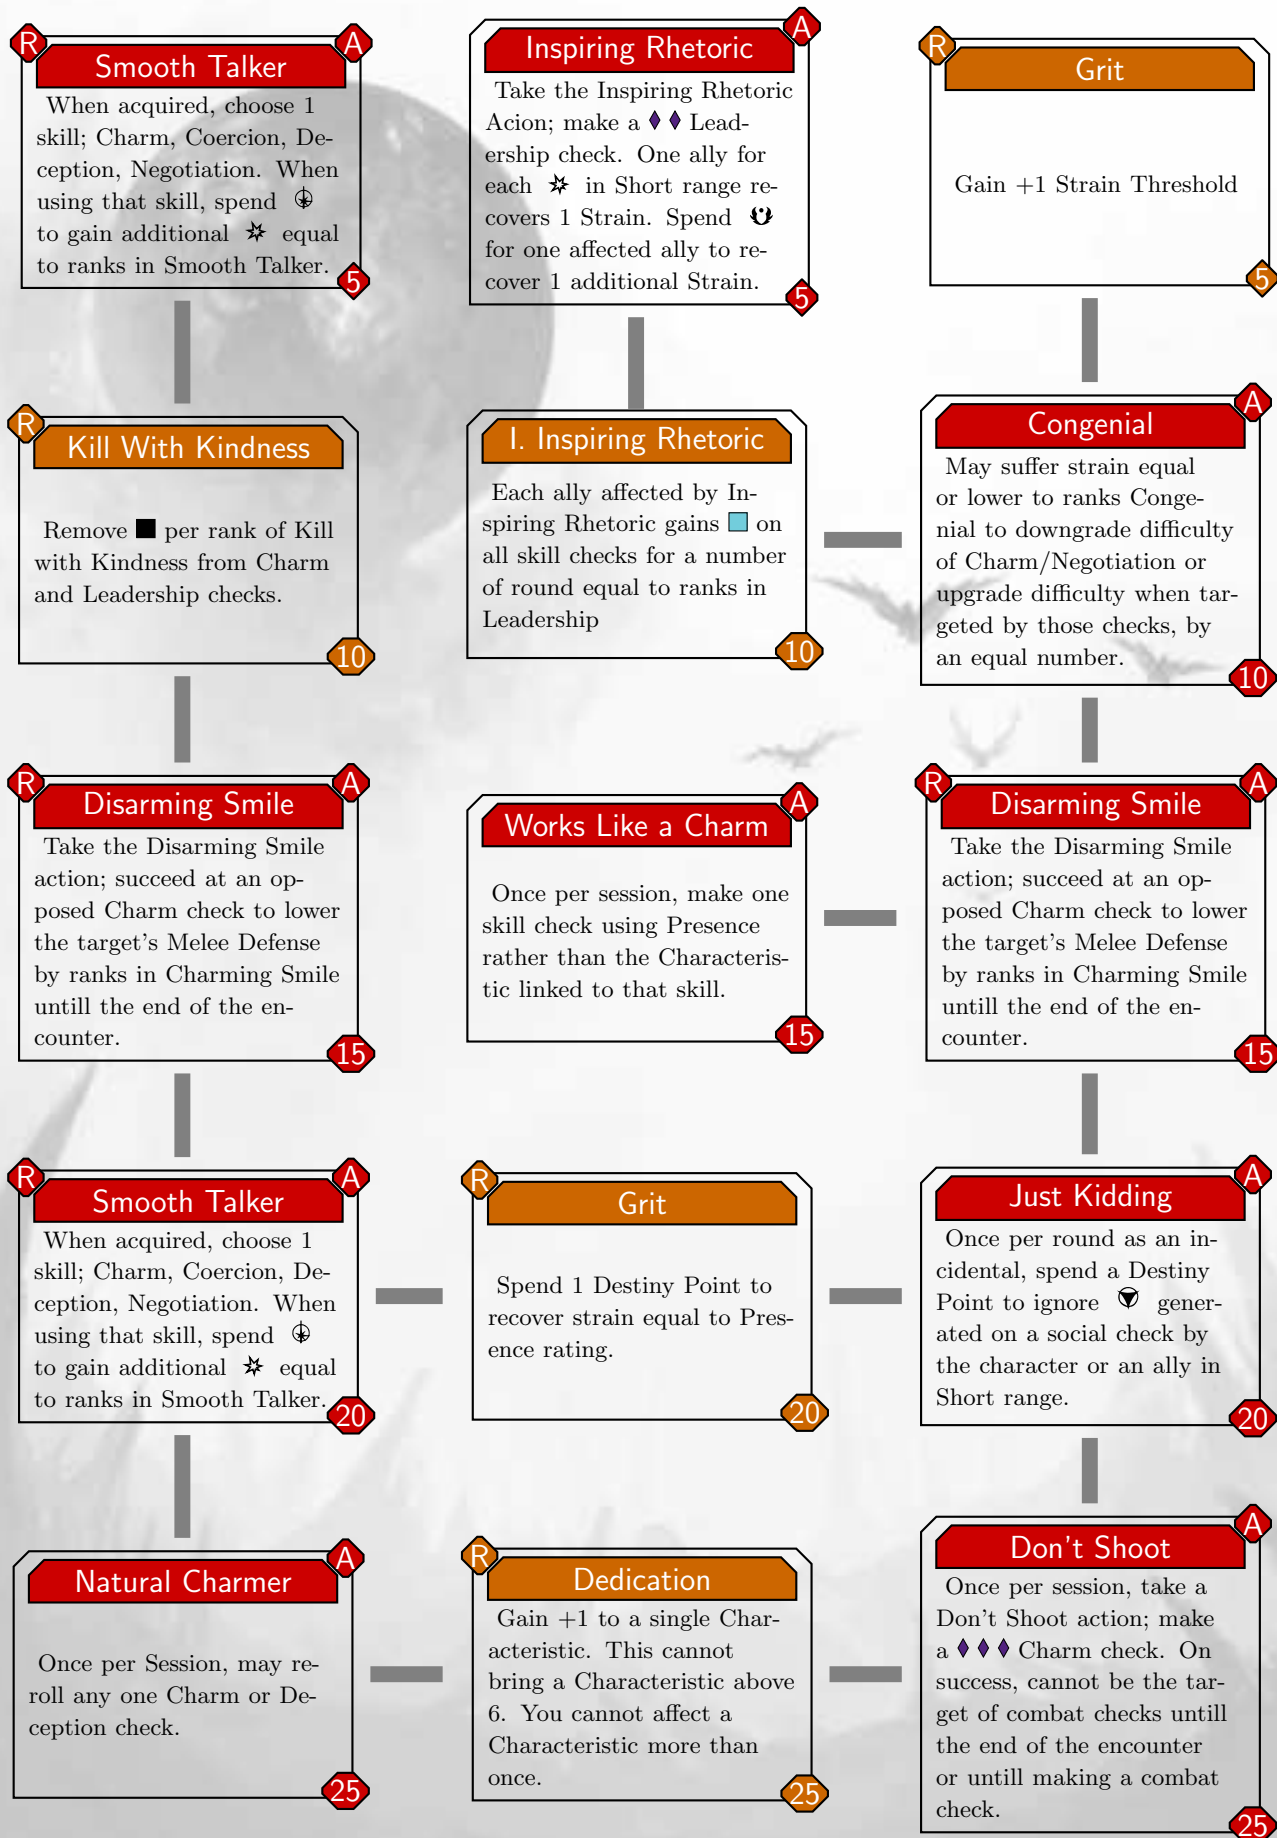 R
A
Smooth Talker
When acquired, choose 1
skill; Charm, Coercion, De-
ception, Negotiation. When
using that skill, spend
to gain additional equal
to ranks in Smooth Talker.
5
A
Inspiring Rhetoric
Take the Inspiring Rhetoric
Acion; make a Lead-
ership check. One ally for
each in Short range re-
covers 1 Strain. Spend
for one affected ally to re-
cover 1 additional Strain.
5
R
Grit
Gain +1 Strain Threshold
5
R
Kill With Kindness
Remove per rank of Kill
with Kindness from Charm
and Leadership checks.
10
I. Inspiring Rhetoric
Each ally affected by In-
spiring Rhetoric gains on
all skill checks for a number
of round equal to ranks in
Leadership
10
A
Congenial
May suffer strain equal
or lower to ranks Conge-
nial to downgrade difficulty
of Charm/Negotiation or
upgrade difficulty when tar-
geted by those checks, by
an equal number.
10
R
A
Disarming Smile
Take the Disarming Smile
action; succeed at an op-
posed Charm check to lower
the target's Melee Defense
by ranks in Charming Smile
untill the end of the en-
counter.
15
A
Works Like a Charm
Once per session, make one
skill check using Presence
rather than the Characteris-
tic linked to that skill.
15
R
A
Disarming Smile
Take the Disarming Smile
action; succeed at an op-
posed Charm check to lower
the target's Melee Defense
by ranks in Charming Smile
untill the end of the en-
counter.
15
R
A
Smooth Talker
When acquired, choose 1
skill; Charm, Coercion, De-
ception, Negotiation. When
using that skill, spend
to gain additional equal
to ranks in Smooth Talker.
20
R
Grit
Spend 1 Destiny Point to
recover strain equal to Pres-
ence rating.
20
A
Just Kidding
Once per round as an in-
cidental, spend a Destiny
Point to ignore gener-
ated on a social check by
the character or an ally in
Short range.
20
A
Natural Charmer
Once per Session, may re-
roll any one Charm or De-
ception check.
25
R
Dedication
Gain +1 to a single Char-
acteristic. This cannot
bring a Characteristic above
6. You cannot affect a
Characteristic more than
once.
25
A
Don't Shoot
Once per session, take a
Don't Shoot action; make
a Charm check. On
success, cannot be the tar-
get of combat checks untill
the end of the encounter
or untill making a combat
check.
25